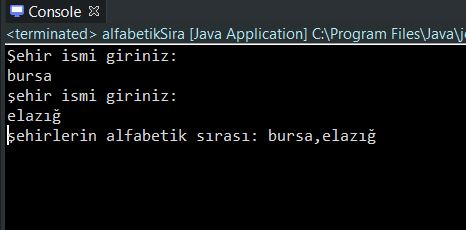 Console
<terminated> alfabetikSira [Java Application] C:\Program Files\Java\j
Şehir ismi giriniz:
bursa
şehir ismi giriniz:
elazığ
şehirlerin alfabetik sırası: bursa,elazığ